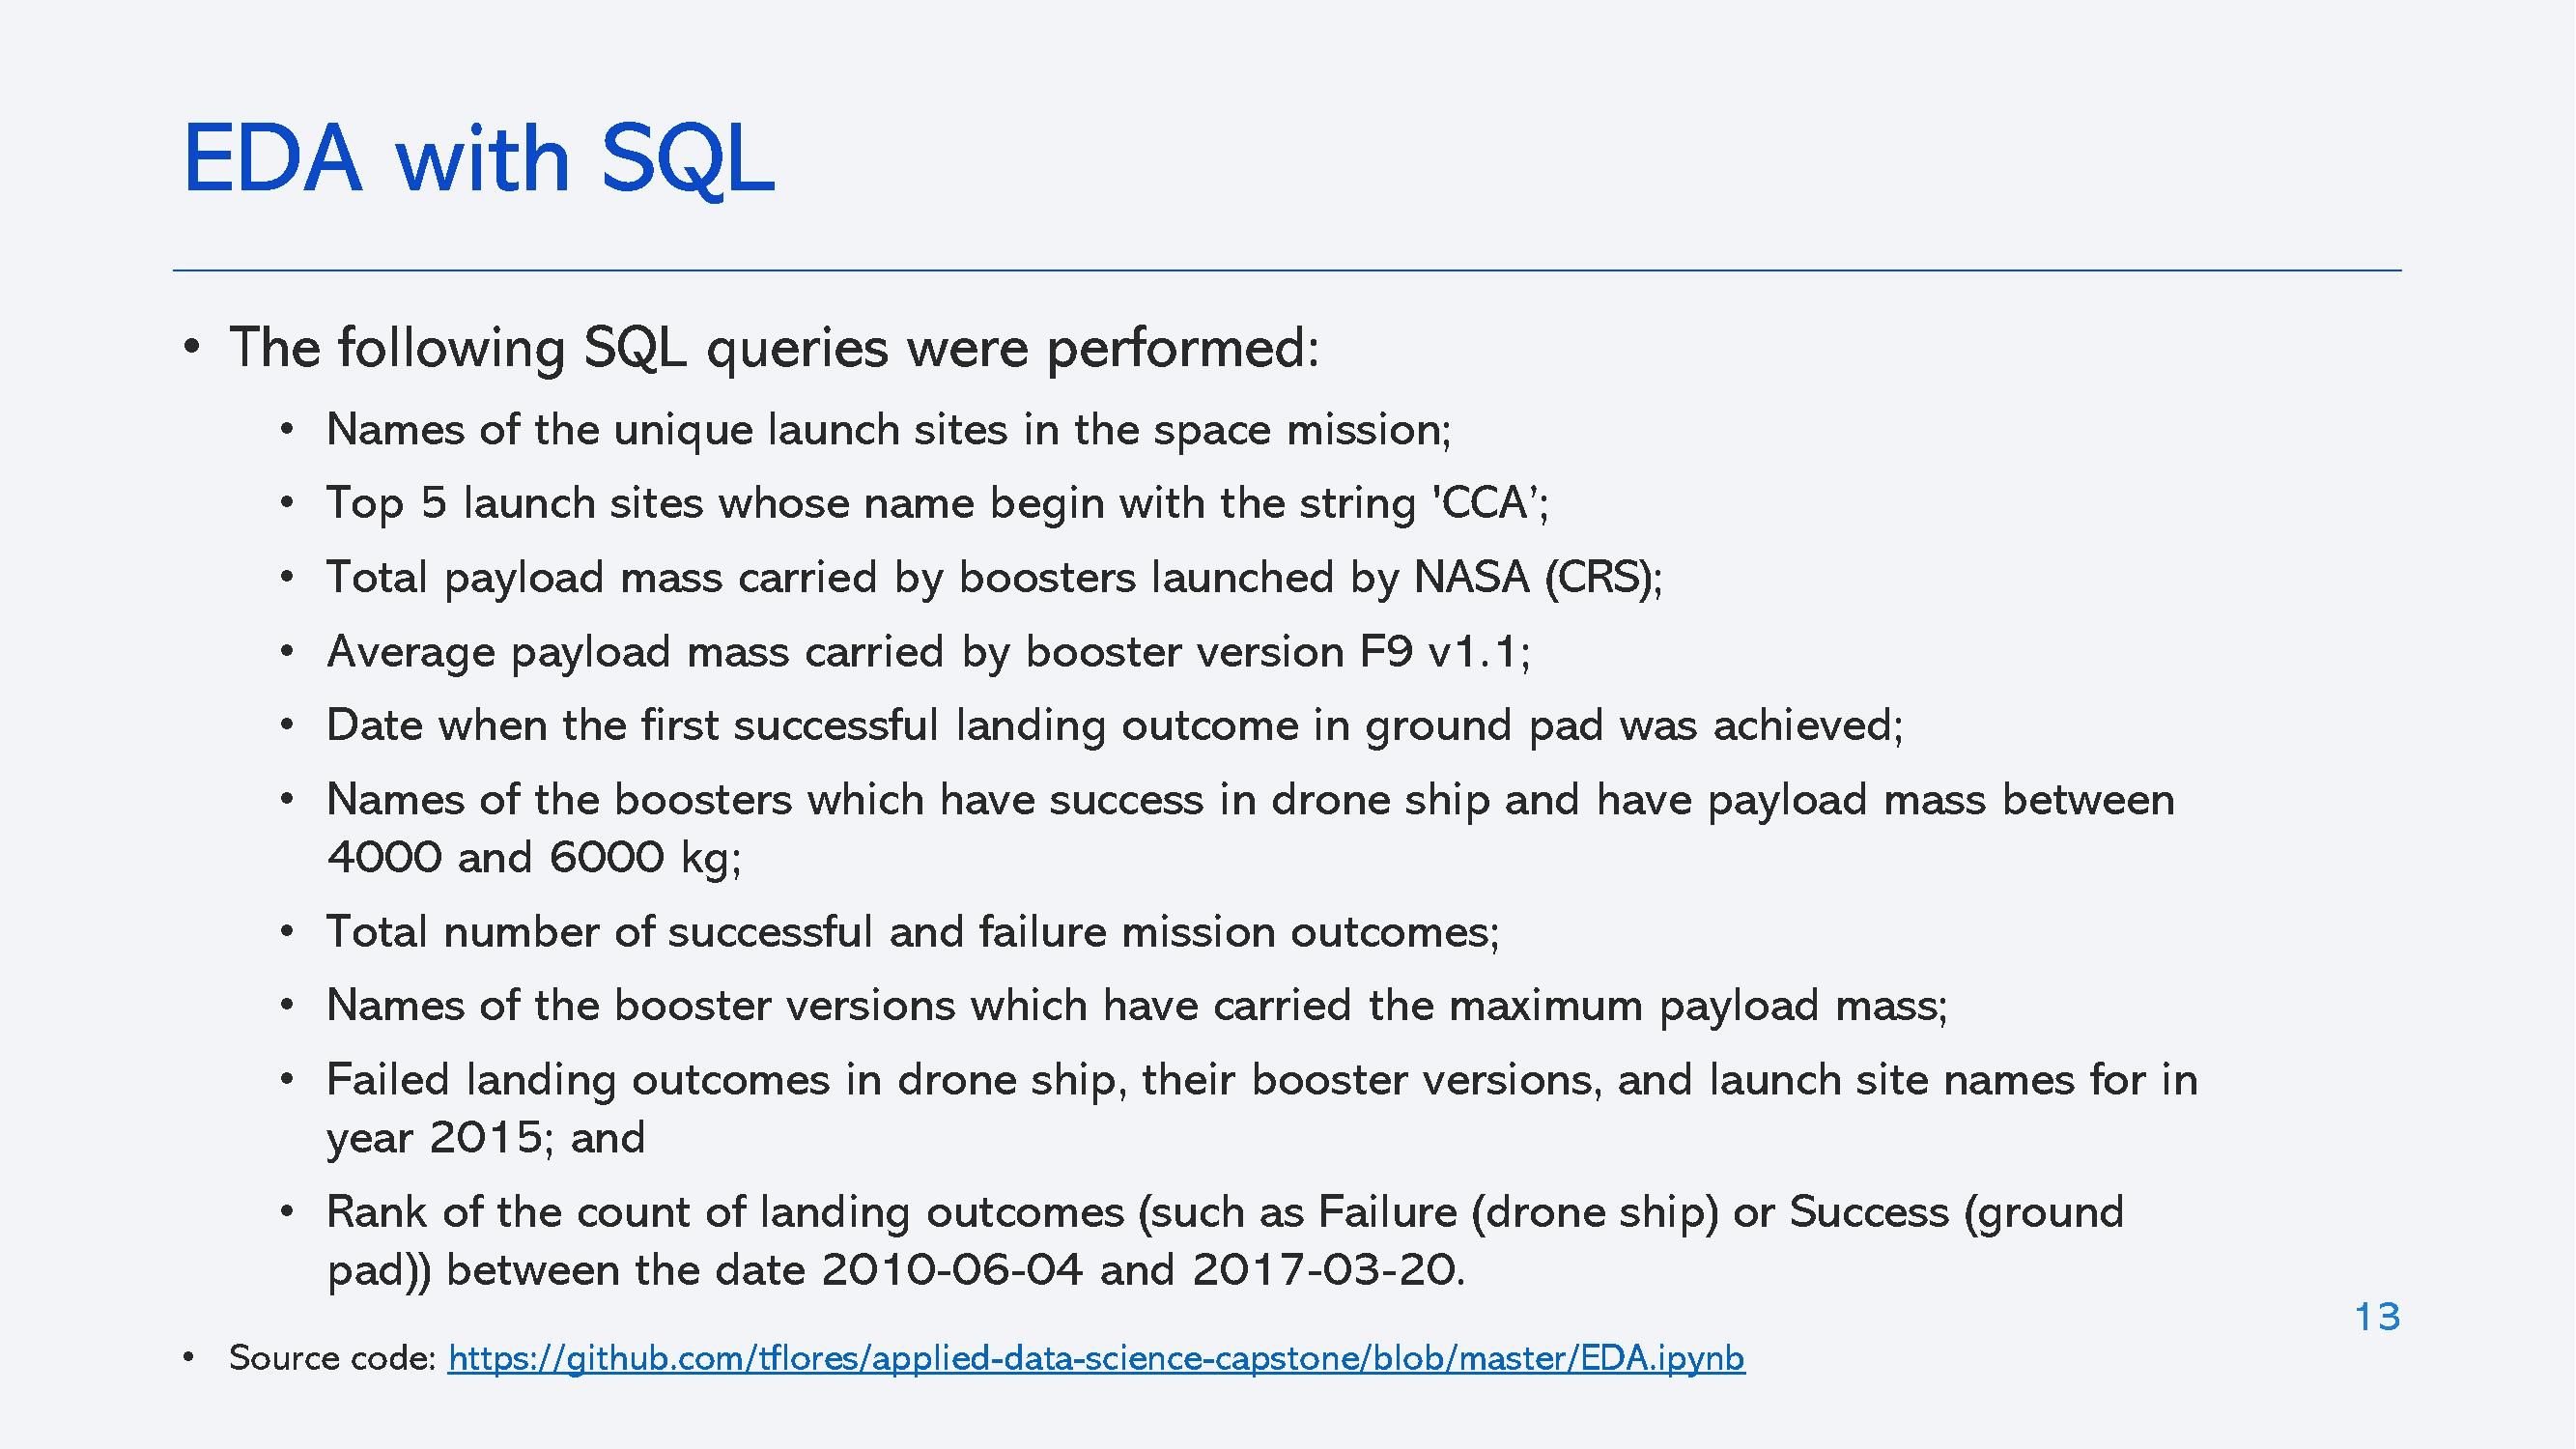 EDA with SQL
• The following SQL queries were performed:
• Names of the unique launch sites in the space mission;
• Top 5 launch sites whose name begin with the string 'CCA’;
• Total payload mass carried by boosters launched by NASA (CRS);
• Average payload mass carried by booster version F9 v1.1;
• Date when the first successful landing outcome in ground pad was achieved;
• Names of the boosters which have success in drone ship and have payload mass between
4000 and 6000 kg;
• Total number of successful and failure mission outcomes;
• Names of the booster versions which have carried the maximum payload mass;
• Failed landing outcomes in drone ship, their booster versions, and launch site names for in
year 2015; and
• Rank of the count of landing outcomes (such as Failure (drone ship) or Success (ground
pad)) between the date 2010-06-04 and 2017-03-20.
13
• Source code: https://github.com/tflores/applied-data-science-capstone/blob/master/EDA.ipynb